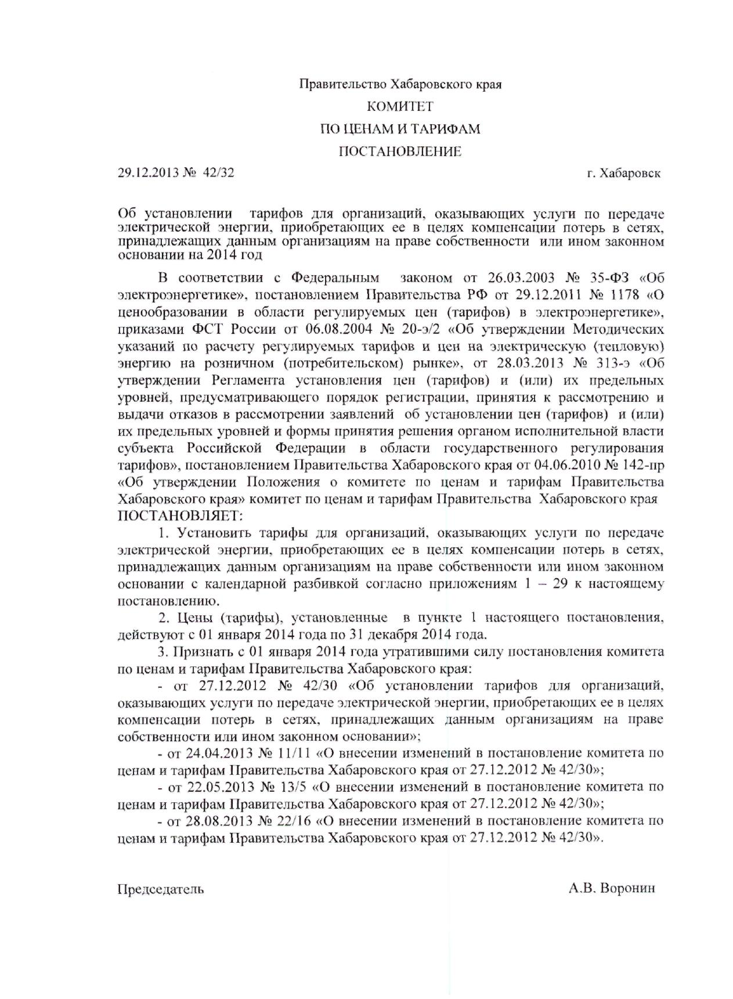 Правительство Хабаровского края
КОМИТЕТ
ПО ЦЕНАМ И ТАРИФАМ
ПОСТАНОВЛЕНИЕ
29.12.2013 № 42/32 г. Хабаровск
Об установлении тарифов для организаций, оказывающих услуги по передаче
электрической энергии, приобретающих ее в целях компенсации потерь в сетях,
принадлежащих данным организациям на праве собственности или ином законном
основании на 2014 год
В соответствии с Федеральным законом от 26.03.2003 № 35-ФЗ «Об
электроэнергетике», постановлением Правительства РФ от 29.12.2011 № 1178 «О
ценообразовании в области регулируемых цен (тарифов) в электроэнергетике»,
приказами ФСТ России от 06.08.2004 № 20-э/2 «Об утверждении Методических
указаний по расчету регулируемых тарифов и цен на электрическую (тепловую)
энергию на розничном (потребительском) рынке», от 28.03.2013 № 313-э «Об
утверждении Регламента установления цен (тарифов) и (или) их предельных
уровней, предусматривающего порядок регистрации, принятия к рассмотрению и
выдачи отказов в рассмотрении заявлений об установлении цен (тарифов) и (или)
их предельных уровней и формы принятия решения органом исполнительной власти
субъекта Российской Федерации в области государственного регулирования
тарифов», постановлением Правительства Хабаровского края от 04.06.2010 № 142-пр
«Об утверждении Положения о комитете по ценам и тарифам Правительства
Хабаровского края» комитет по ценам и тарифам Правительства Хабаровского края
ПОСТАНОВЛЯЕТ:
1. Установить тарифы для организаций, оказывающих услуги по передаче
электрической энергии, приобретающих ее в целях компенсации потерь в сетях,
принадлежащих данным организациям на праве собственности или ином законном
основании с календарной разбивкой согласно приложениям 1 – 29 к настоящему
постановлению.
2. Цены (тарифы), установленные в пункте 1 настоящего постановления,
действуют с 01 января 2014 года по 31 декабря 2014 года.
3. Признать с 01 января 2014 года утратившими силу постановления комитета
по ценам и тарифам Правительства Хабаровского края:
- от 27.12.2012 № 42/30 «Об установлении тарифов для организаций,
оказывающих услуги по передаче электрической энергии, приобретающих ее в целях
компенсации потерь в сетях, принадлежащих данным организациям на праве
собственности или ином законном основании»;
- от 24.04.2013 № 11/11 «О внесении изменений в постановление комитета по
ценам и тарифам Правительства Хабаровского края от 27.12.2012 № 42/30»;
- от 22.05.2013 № 13/5 «О внесении изменений в постановление комитета по
ценам и тарифам Правительства Хабаровского края от 27.12.2012 № 42/30»;
- от 28.08.2013 № 22/16 «О внесении изменений в постановление комитета по
ценам и тарифам Правительства Хабаровского края от 27.12.2012 № 42/30».
Председатель А.В. Воронин